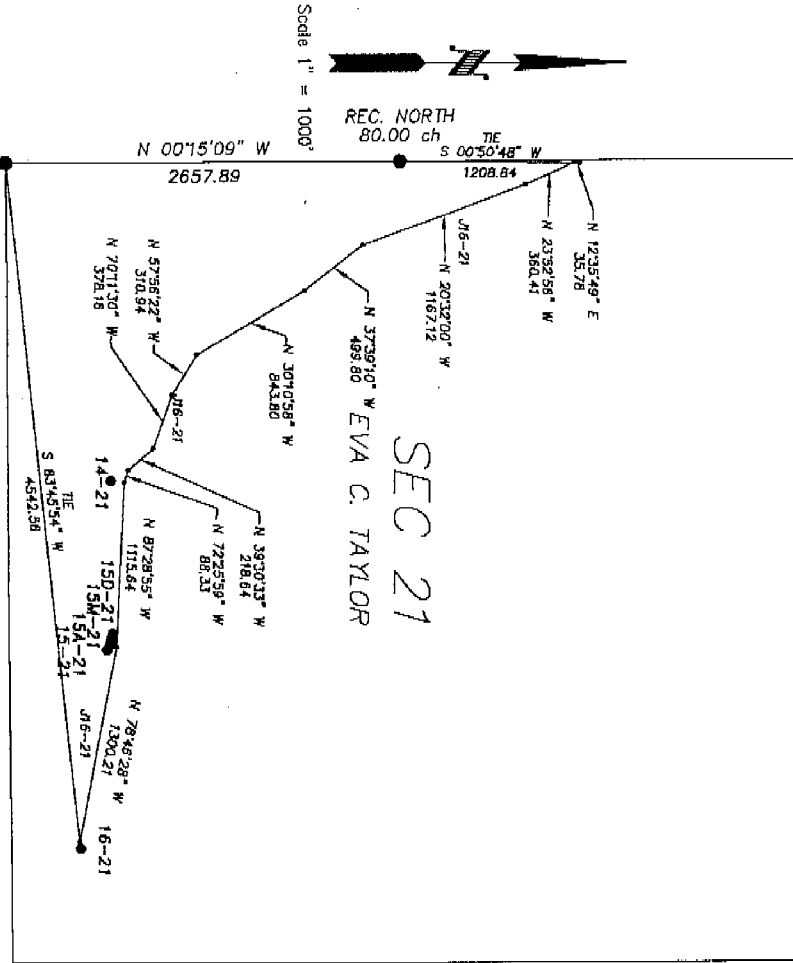 Scale 1" = 1000'
REC. NORTH
80.00 ch
TIE
S 00°50'48" W
1208.64
N 00°15'09" W
2657.89
N 12°35'49" E
35.78
N 23°52'56" W
360.41
J16-21
N 20°32'00" W
1167.12
N 37°39'10" W
499.80
N 30°10'58" W
843.80
SEC 21
EVA C. TAYLOR
N 57°56'22" W
310.94
N 70°11'30" W
378.16
J16-21
N 39°30'33" W
218.64
N 72°25'59" W
88.33
14-21
N 87°28'55" W
1115.64
15D-21
15M-21
15A-21
15-21
TIE
S 83°45'54" W
4542.56
J16-21
N 78°46'28" W
1300.21
16-21